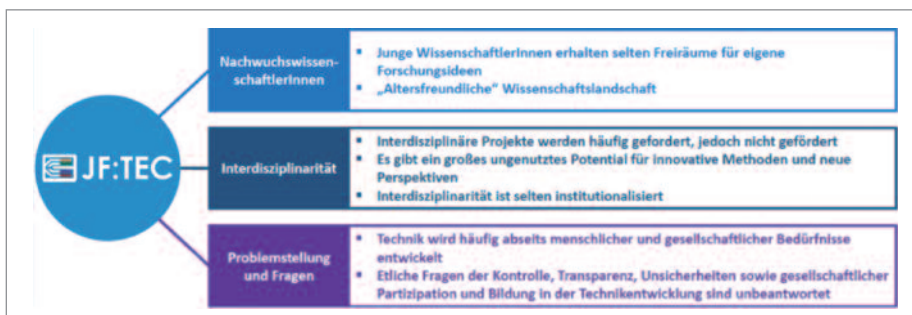 Nachwuchswissen-
schaftlerInnen
▪ Junge WissenschaftlerInnen erhalten selten Freiräume für eigene
Forschungsideen
▪ „Altersfreundliche“ Wissenschaftslandschaft
JF:TEC
Interdisziplinarität
▪ Interdisziplinäre Projekte werden häufig gefordert, jedoch nicht gefördert
▪ Es gibt ein großes ungenutztes Potential für innovative Methoden und neue
Perspektiven
▪ Interdisziplinarität ist selten institutionalisiert
Problemstellung
und Fragen
▪ Technik wird häufig abseits menschlicher und gesellschaftlicher Bedürfnisse
entwickelt
▪ Etliche Fragen der Kontrolle, Transparenz, Unsicherheiten sowie gesellschaftlicher
Partizipation und Bildung in der Technikentwicklung sind unbeantwortet